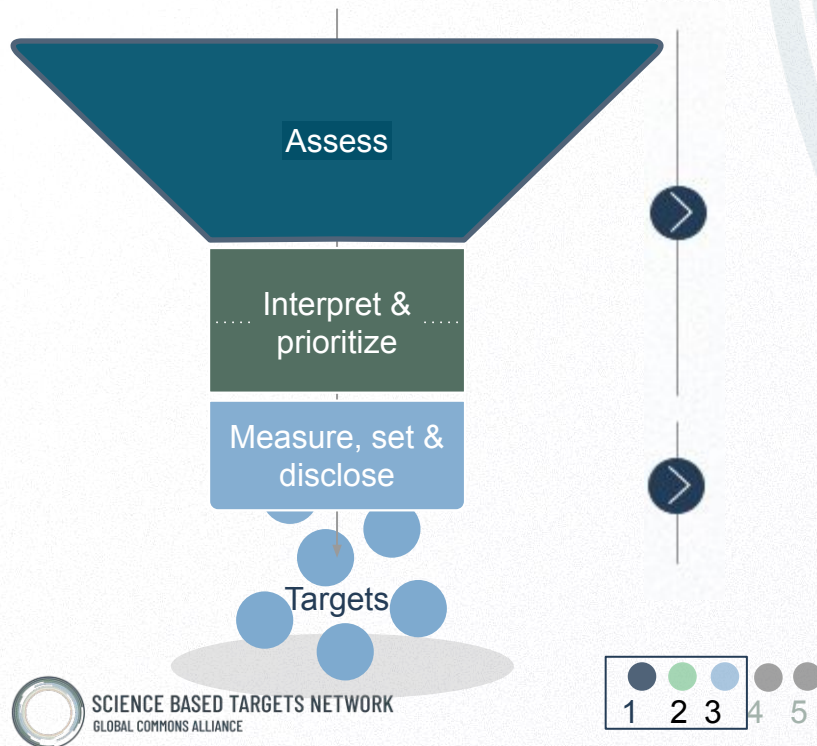 Assess
Interpret &
prioritize
Measure, set &
disclose
Targets
SCIENCE BASED TARGETS NETWORK
GLOBAL COMMONS ALLIANCE
1 2 3 4 5